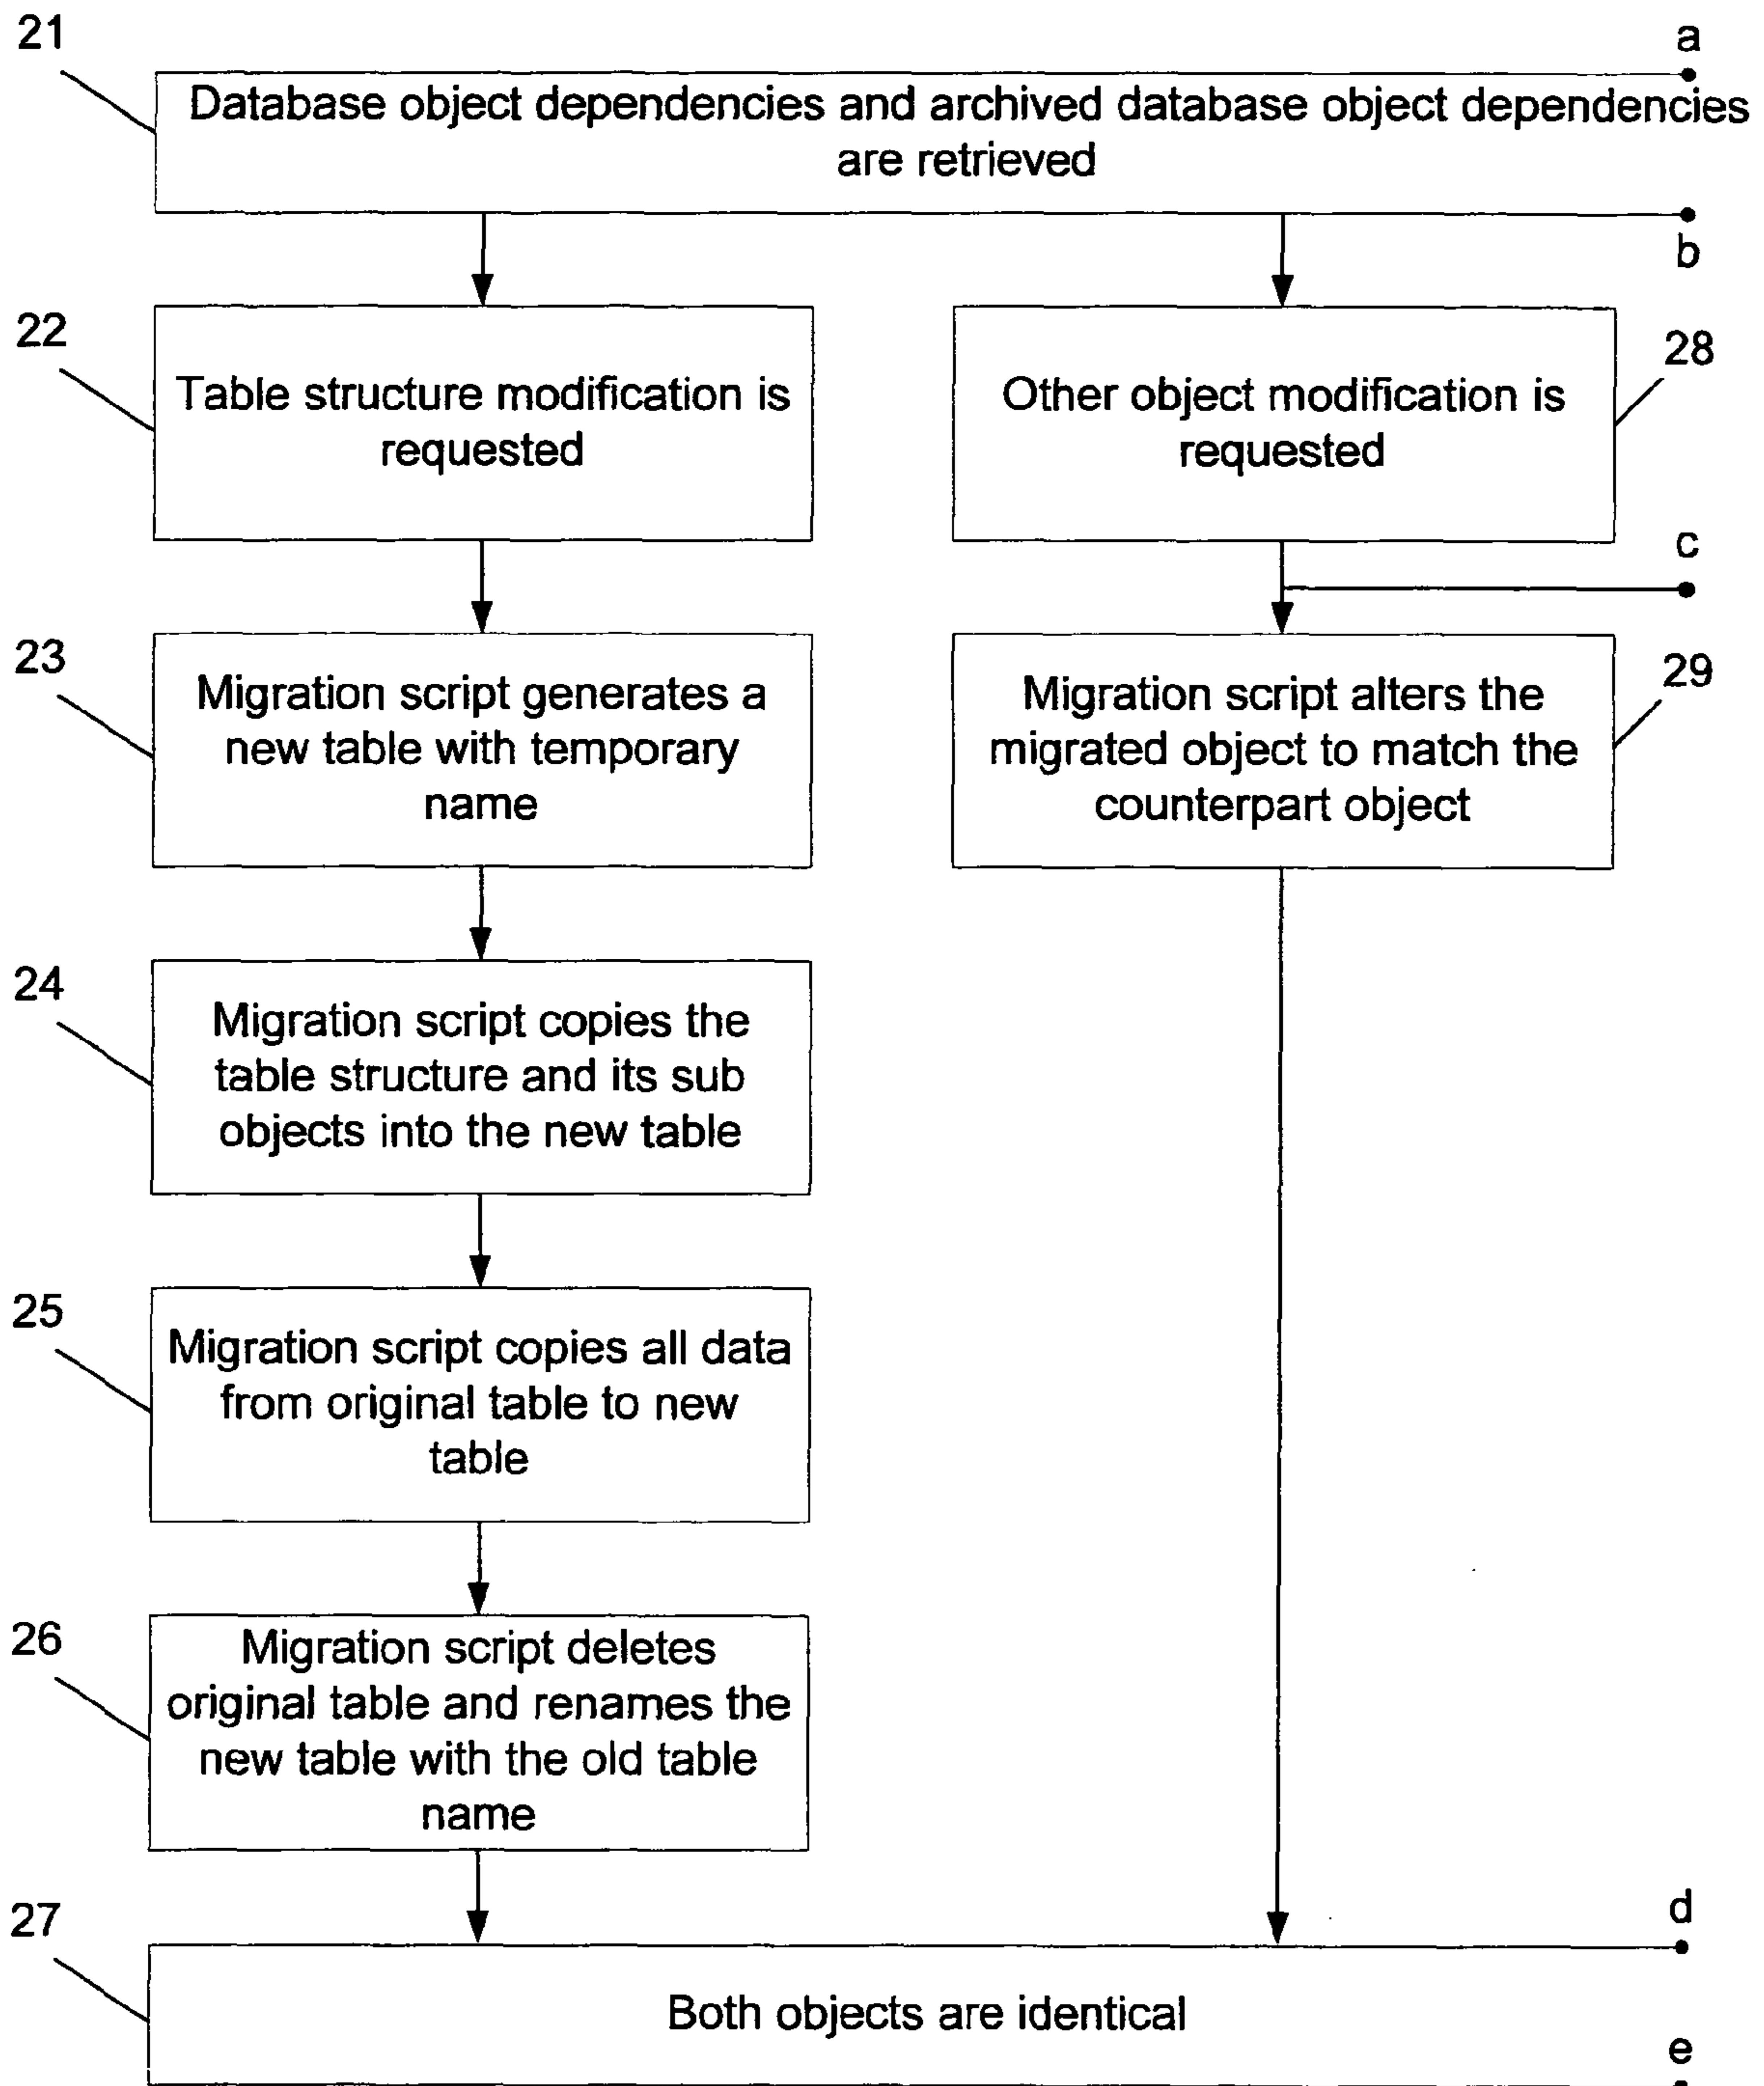 21
a
Database object dependencies and archived database object dependencies
are retrieved
b
22
Table structure modification is
requested
Other object modification is
requested
28
c
23
Migration script generates a
new table with temporary
name
Migration script alters the
migrated object to match the
counterpart object
29
24
Migration script copies the
table structure and its sub
objects into the new table
25
Migration script copies all data
from original table to new
table
26
Migration script deletes
original table and renames the
new table with the old table
name
27
d
Both objects are identical
e